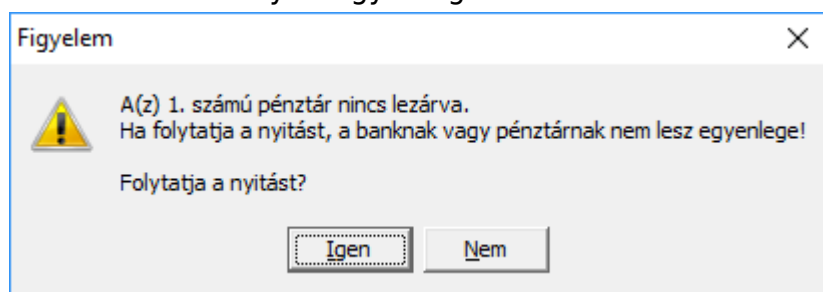 Figyelem
A(z) 1. számú pénztár nincs lezárva.
Ha folytatja a nyitást, a banknak vagy pénztárnak nem lesz egyenlege!
Folytatja a nyitást?
Igen
Nem